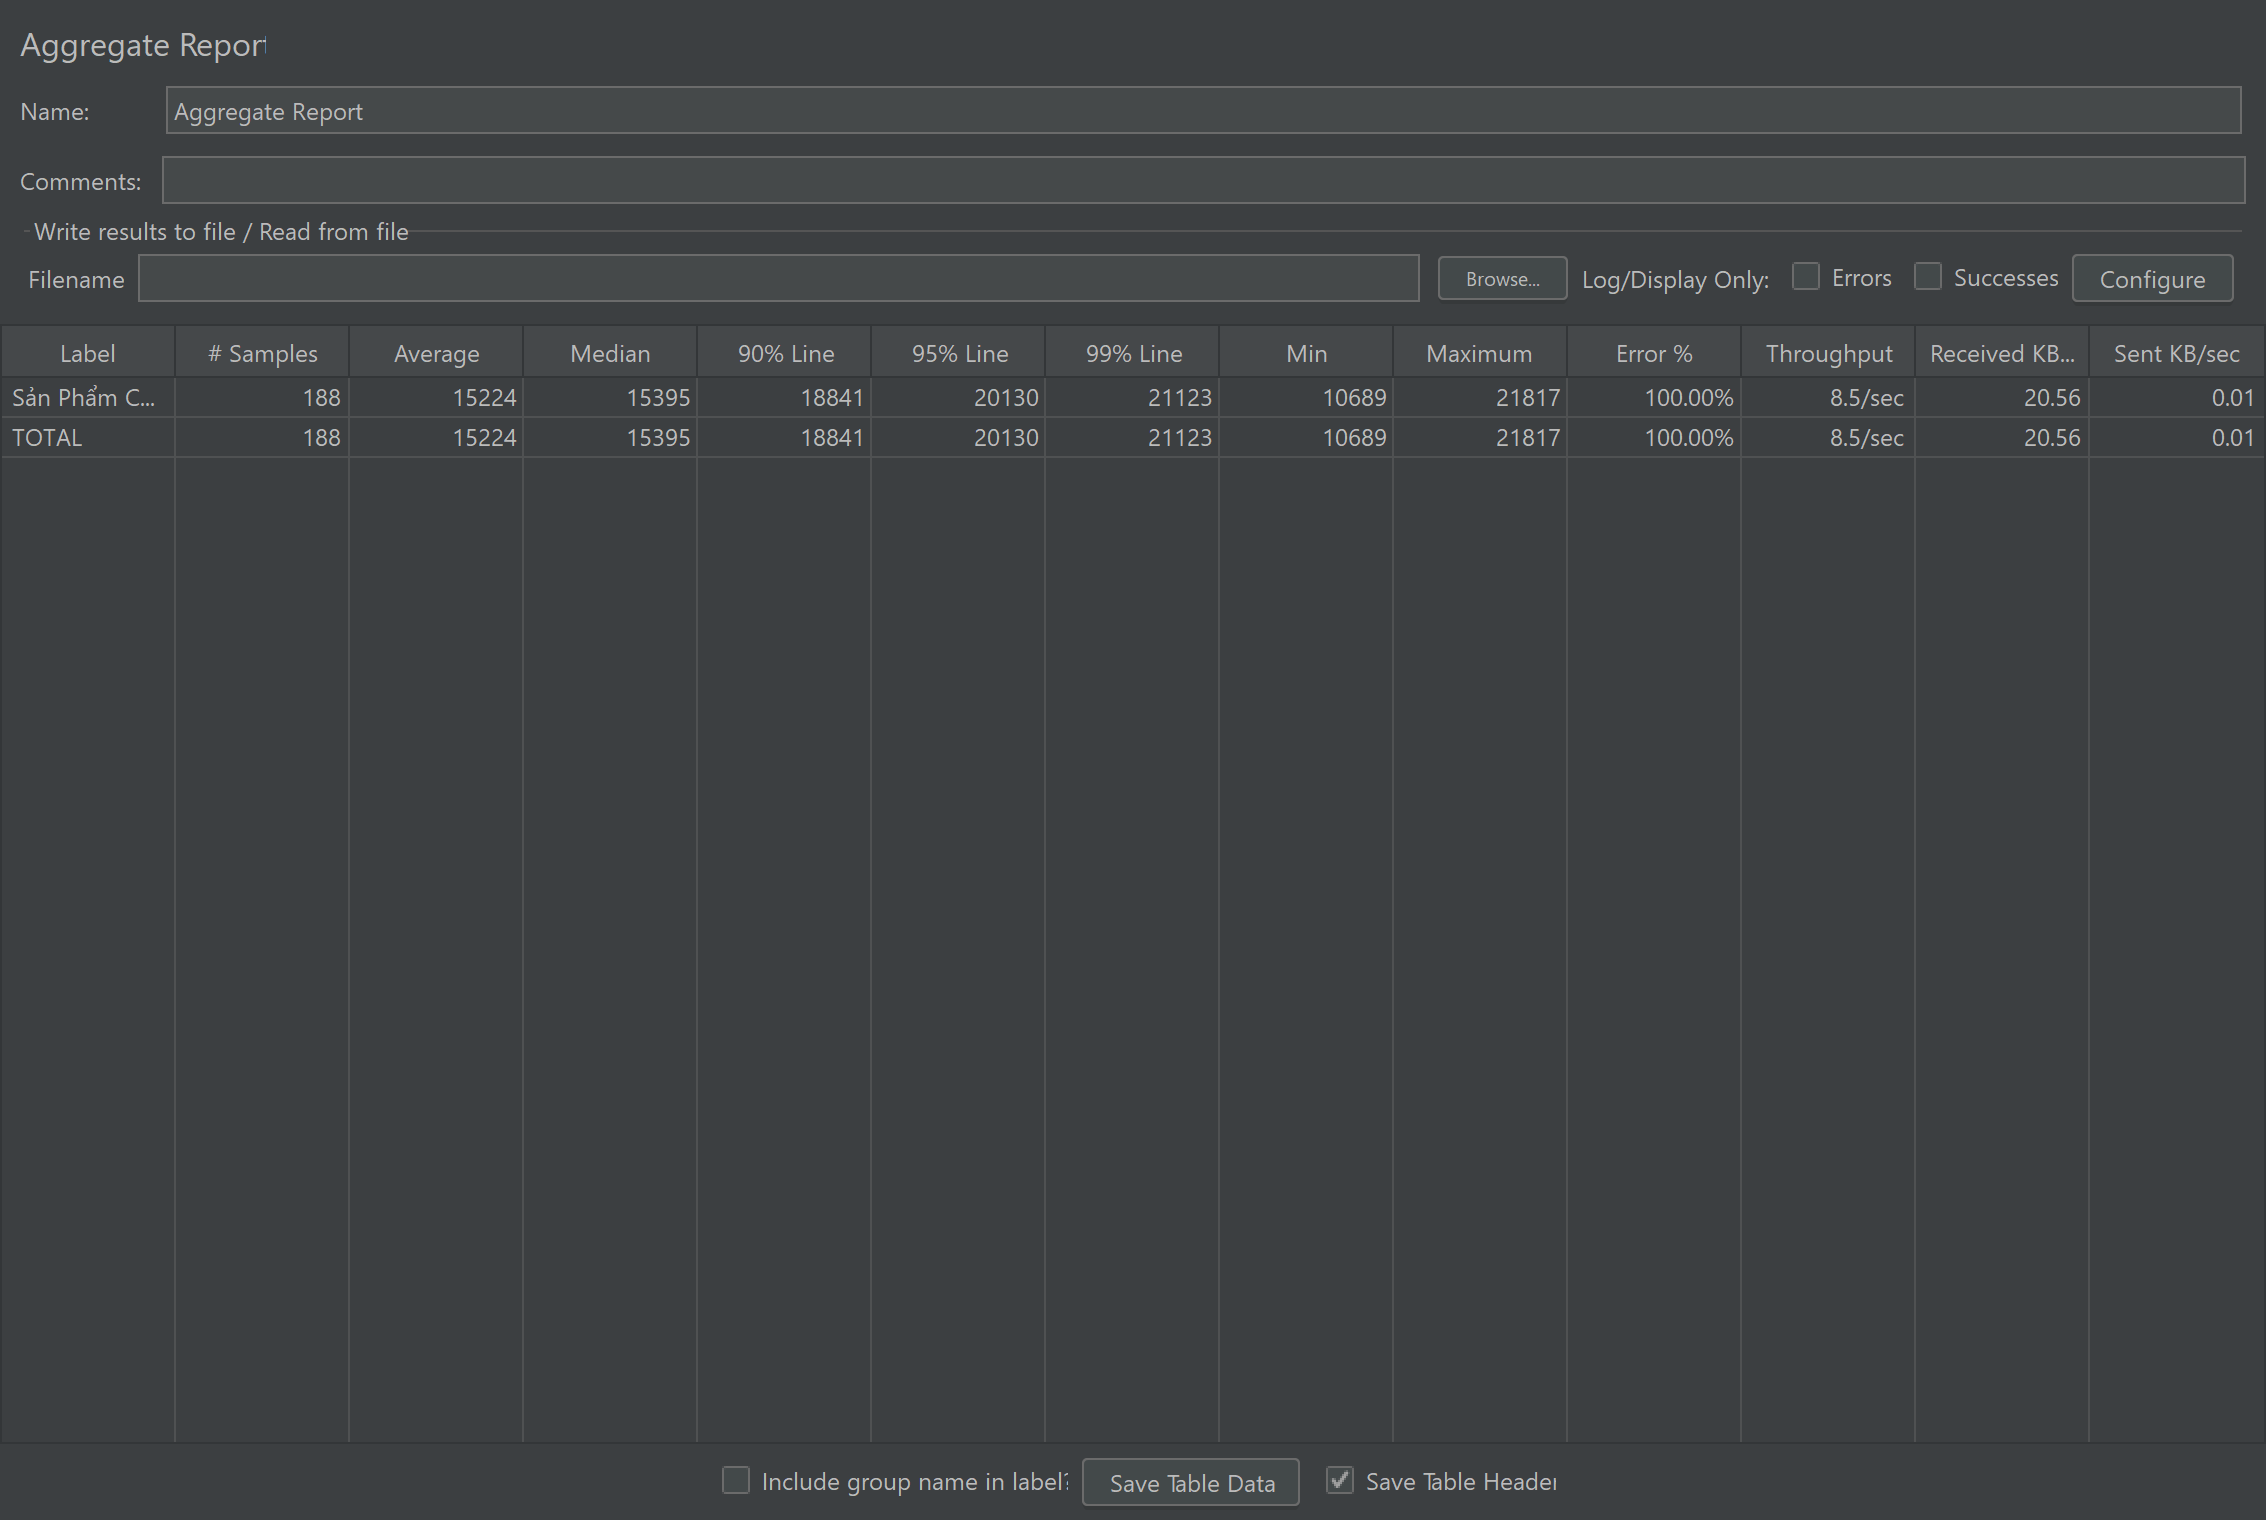 Aggregate Report
Name: Aggregate Report
Comments:
Write results to file / Read from file
Filename Browse... Log/Display Only: Errors Successes Configure
Label # Samples Average Median 90% Line 95% Line 99% Line Min Maximum Error % Throughput Received KB... Sent KB/sec
Sản Phẩm C... 188 15224 15395 18841 20130 21123 10689 21817 100.00% 8.5/sec 20.56 0.01
TOTAL 188 15224 15395 18841 20130 21123 10689 21817 100.00% 8.5/sec 20.56 0.01
Include group name in label? Save Table Data Save Table Header